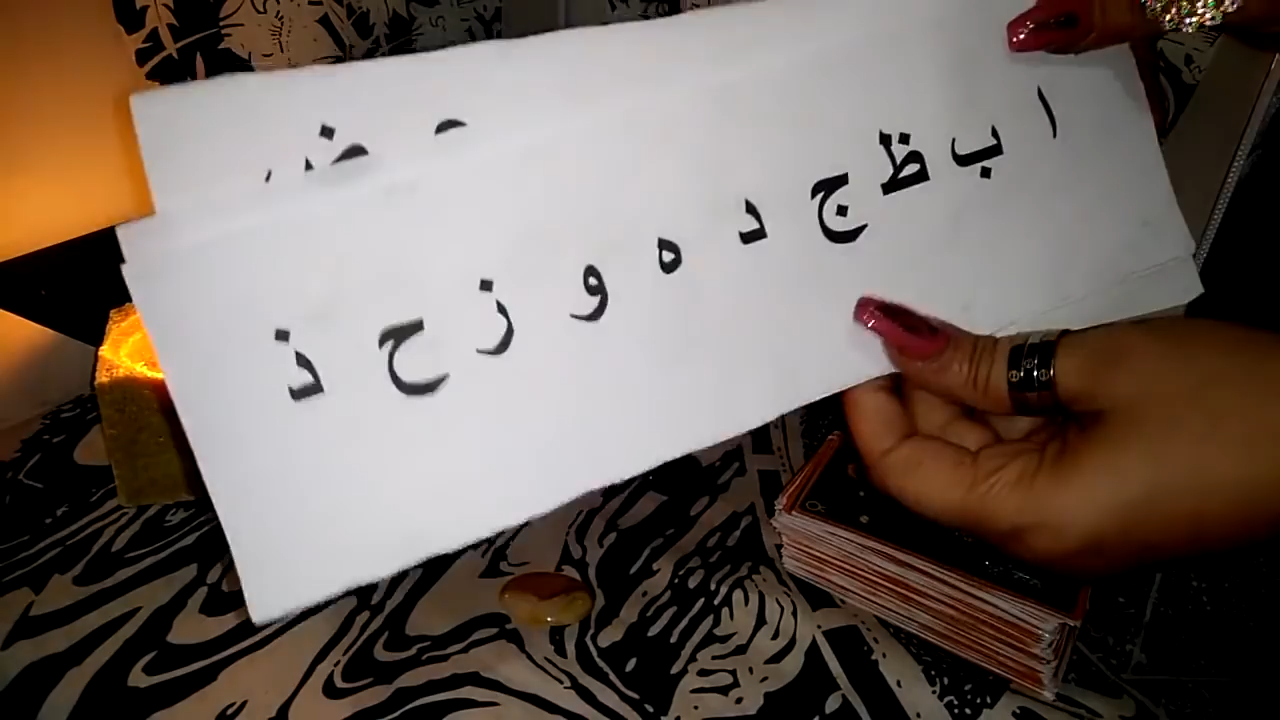 ا ب ظ ج د ه و ز ح ذ